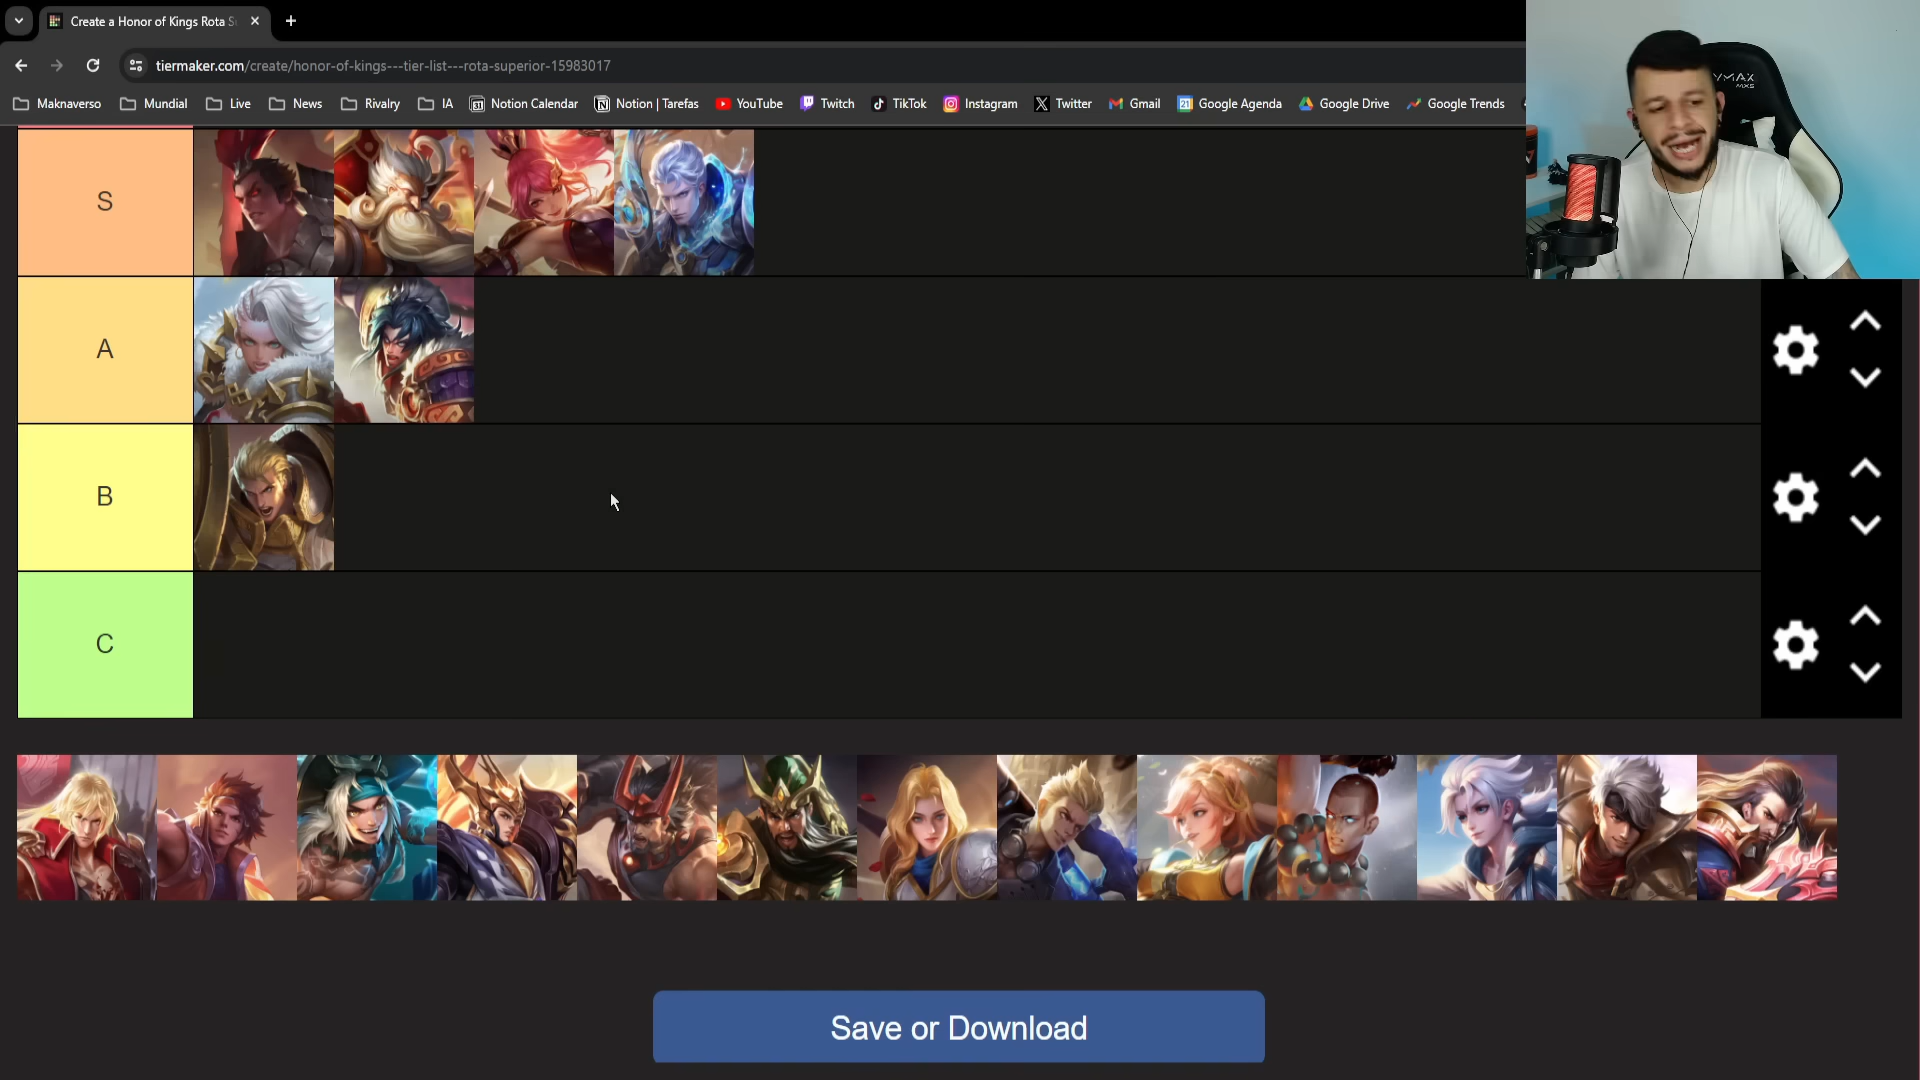 Create a Honor of Kings Rota S
tiermaker.com/create/honor-of-kings---tier-list---rota-superior-15983017
Maknaverso Mundial Live News Rivalry IA Notion Calendar Notion | Tarefas YouTube Twitch TikTok Instagram Twitter Gmail Google Agenda Google Drive Google Trends
S
A
B
C
Save or Download